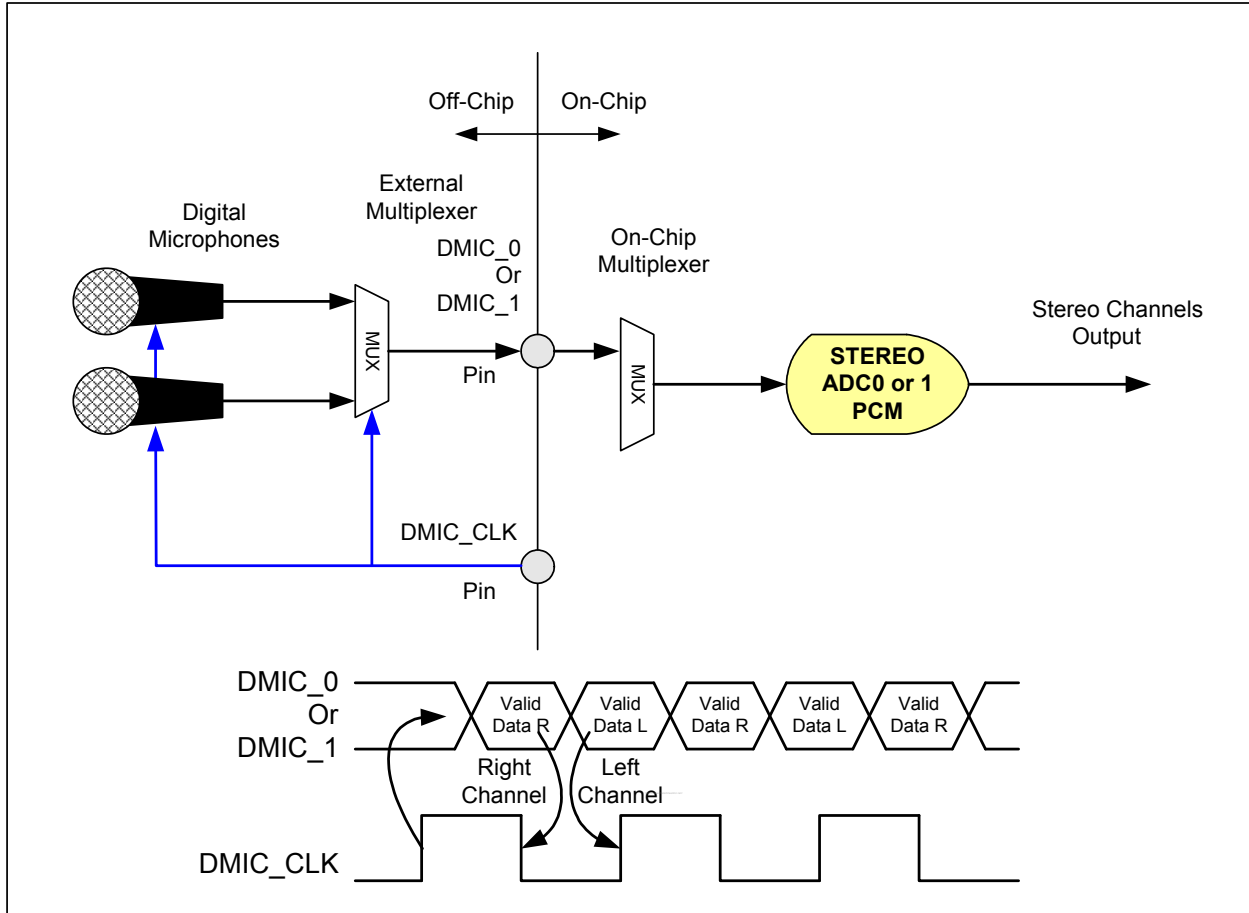 Off-Chip
On-Chip
External
Multiplexer
Digital
Microphones
DMIC_0
Or
DMIC_1
On-Chip
Multiplexer
Stereo Channels
Output
MUX
Pin
MUX
STEREO
ADC0 or 1
PCM
DMIC_CLK
Pin
DMIC_0
Or
DMIC_1
Valid
Data R
Valid
Data L
Valid
Data R
Valid
Data L
Valid
Data R
Right
Channel
Left
Channel
DMIC_CLK